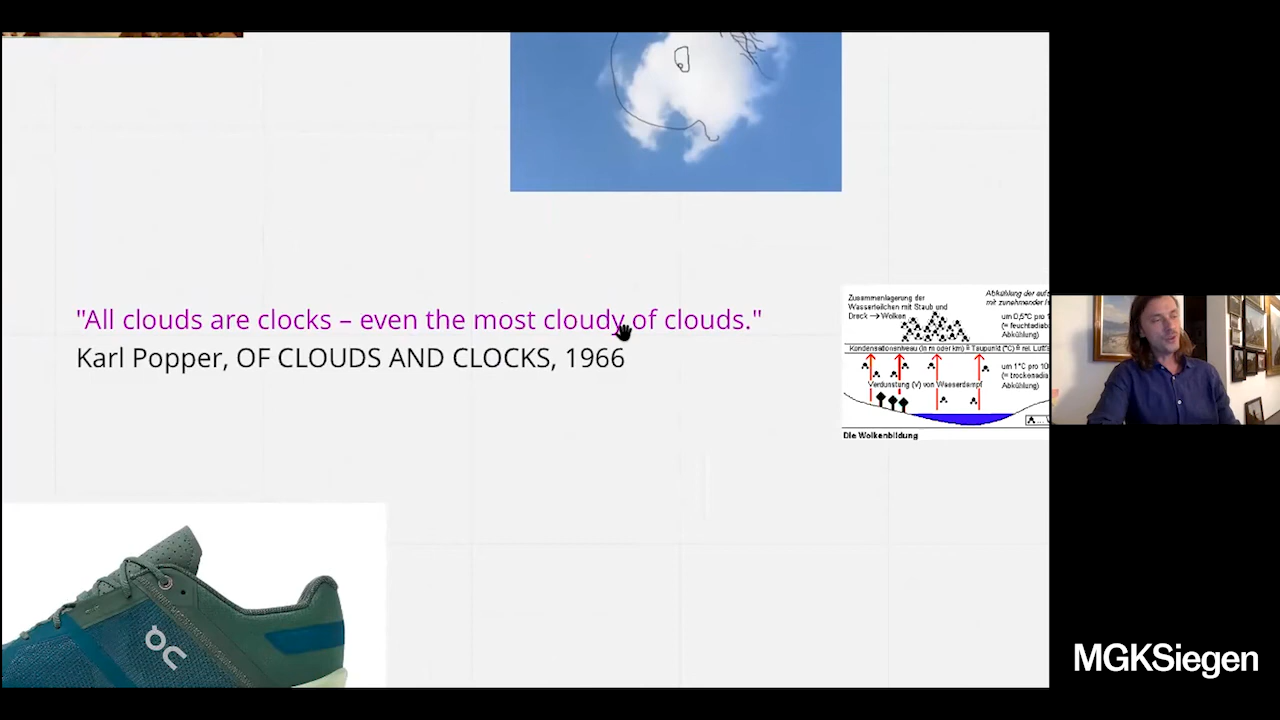 "All clouds are clocks – even the most cloudy of clouds."
Karl Popper, OF CLOUDS AND CLOCKS, 1966
Zusammenlagerung der
Wasserteilchen mit Staub und
Dreck → Wolken
Abkühlung der aufs
mit zunehmender H
um 0,5°C pro 1
(= feuchtadiab
Abkühlung)
Kondensationsniveau (in m oder km) = Taupunkt (°C) = rel. Luftf
um 1°C pro 10
(= trockenadia
Abkühlung)
Verdunstung (V) von Wasserdampf
Die Wolkenbildung
MGKSiegen